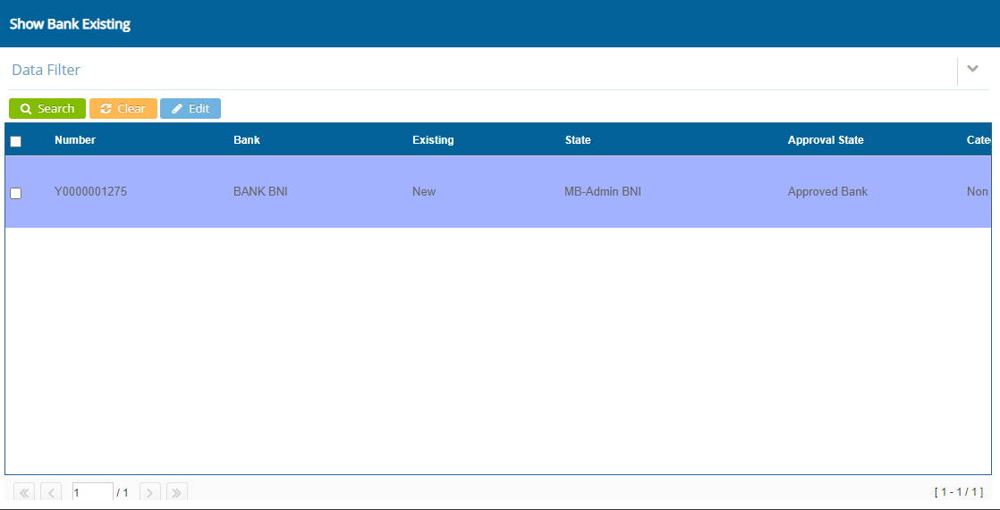 Show Bank Existing
Data Filter
Search Clear Edit
Number Bank Existing State Approval State
Y0000001275 BANK BNI New MB-Admin BNI Approved Bank Non
1 / 1 [ 1 - 1 / 1 ]